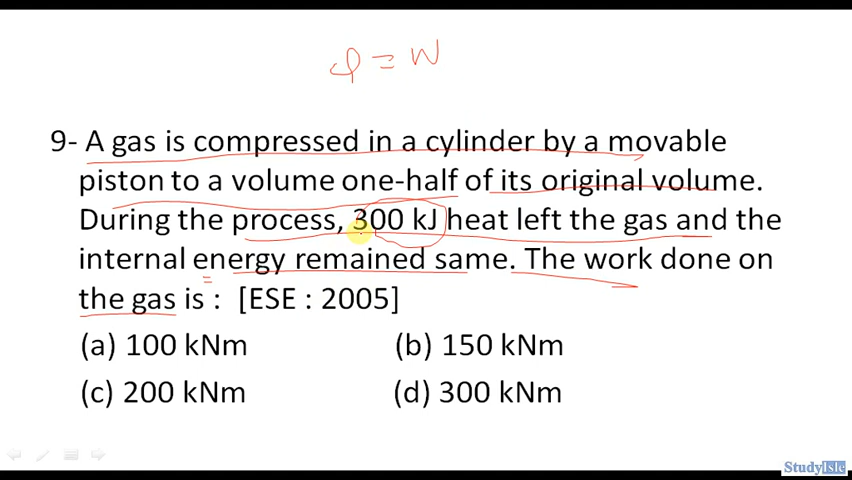 Q = W
9- A gas is compressed in a cylinder by a movable
piston to a volume one-half of its original volume.
During the process, 300 kJ heat left the gas and the
internal energy remained same. The work done on
the gas is : [ESE : 2005]
(a) 100 kNm (b) 150 kNm
(c) 200 kNm (d) 300 kNm
StudyIsle